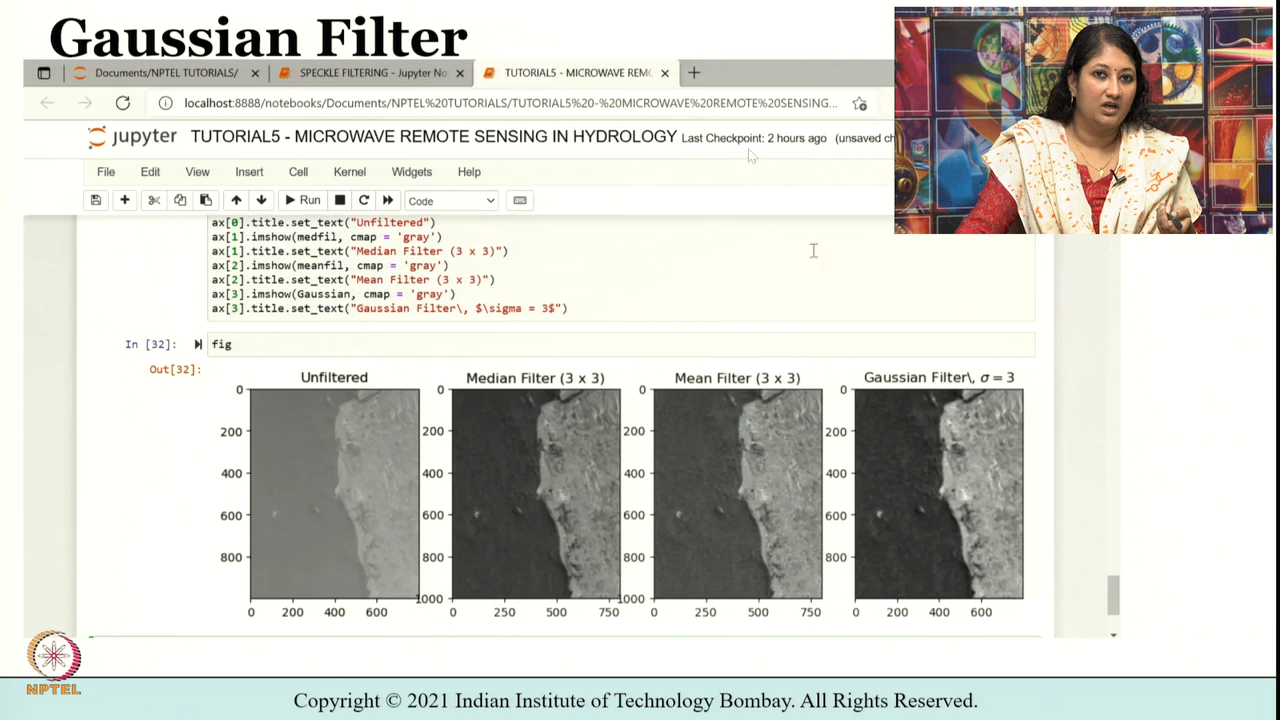 Gaussian Filter
Documents/NPTEL TUTORIALS/
SPECKLE FILTERING - Jupyter No
TUTORIAL5 - MICROWAVE REM
localhost:8888/notebooks/Documents/NPTEL%20TUTORIALS/TUTORIAL5%20-%20MICROWAVE%20REMOTE%20SENSING...
Jupyter TUTORIAL5 - MICROWAVE REMOTE SENSING IN HYDROLOGY Last Checkpoint: 2 hours ago (unsaved ch
File Edit View Insert Cell Kernel Widgets Help
Run Code
ax[0].title.set_text("Unfiltered")
ax[1].imshow(medfil, cmap = 'gray')
ax[1].title.set_text("Median Filter (3 x 3)")
ax[2].imshow(meanfil, cmap = 'gray')
ax[2].title.set_text("Mean Filter (3 x 3)")
ax[3].imshow(Gaussian, cmap = 'gray')
ax[3].title.set_text("Gaussian Filter\, $\sigma = 3$")
In [32]: fig
Out[32]:
Unfiltered Median Filter (3 x 3) Mean Filter (3 x 3) Gaussian Filter\, σ = 3
0 0 0 0
200 200 200 200
400 400 400 400
600 600 600 600
800 800 800 800
1000 1000
0 200 400 600 0 250 500 750 0 250 500 750 0 200 400 600
NPTEL
Copyright © 2021 Indian Institute of Technology Bombay. All Rights Reserved.